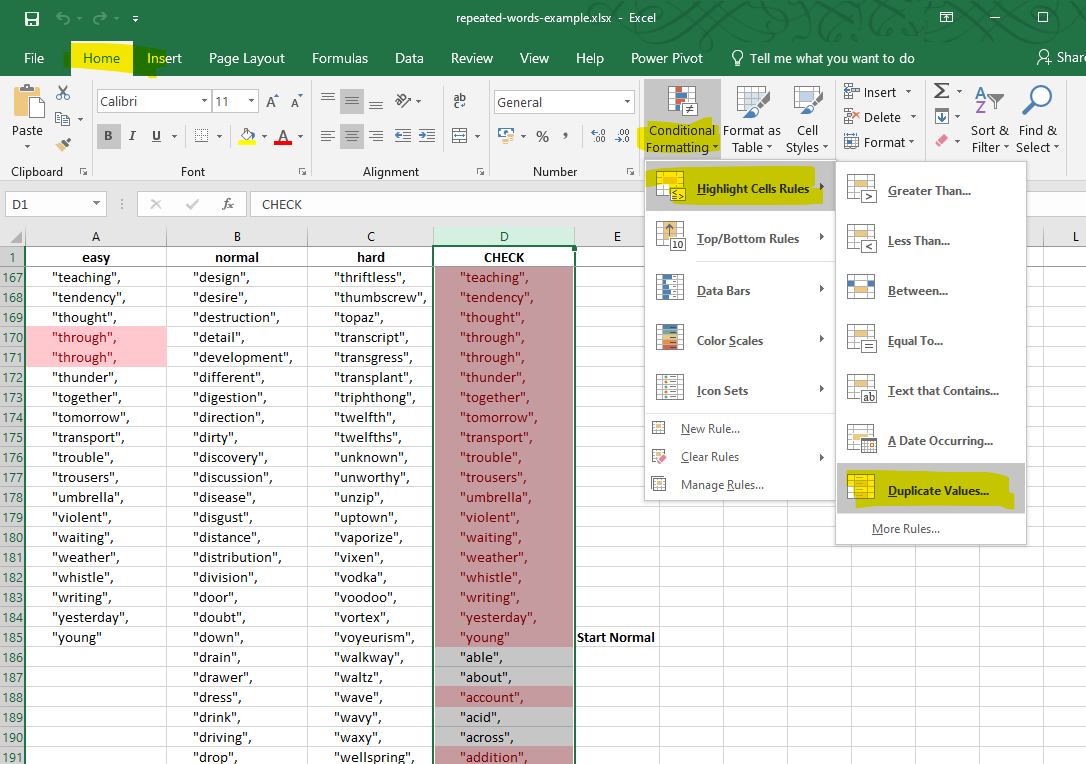 repeated-words-example.xlsx - Excel
File Home Insert Page Layout Formulas Data Review View Help Power Pivot Tell me what you want to do Share
Paste
Clipboard
Calibri 11
B I U A
Font
Alignment
ab
General
% ,
Number
Conditional Formatting
Format as Table
Cell Styles
Insert
Delete
Format
Sort & Filter
Find & Select
Highlight Cells Rules
Top/Bottom Rules
Data Bars
Color Scales
Icon Sets
New Rule...
Clear Rules
Manage Rules...
Greater Than...
Less Than...
Between...
Equal To...
Text that Contains...
A Date Occurring...
Duplicate Values...
More Rules...
D1 fx CHECK
A B C D E L
1 easy normal hard CHECK
167 "teaching", "design", "thriftless", "teaching",
168 "tendency", "desire", "thumbscrew", "tendency",
169 "thought", "destruction", "topaz", "thought",
170 "through", "detail", "transcript", "through",
171 "through", "development", "transgress", "through",
172 "thunder", "different", "transplant", "thunder",
173 "together", "digestion", "triphthong", "together",
174 "tomorrow", "direction", "twelfth", "tomorrow",
175 "transport", "dirty", "twelfths", "transport",
176 "trouble", "discovery", "unknown", "trouble",
177 "trousers", "discussion", "unworthy", "trousers",
178 "umbrella", "disease", "unzip", "umbrella",
179 "violent", "disgust", "uptown", "violent",
180 "waiting", "distance", "vaporize", "waiting",
181 "weather", "distribution", "vixen", "weather",
182 "whistle", "division", "vodka", "whistle",
183 "writing", "door", "voodoo", "writing",
184 "yesterday", "doubt", "vortex", "yesterday",
185 "young" "down", "voyeurism", "young" Start Normal
186 "drain", "walkway", "able",
187 "drawer", "waltz", "about",
188 "dress", "wave", "account",
189 "drink", "wavy", "acid",
190 "driving", "waxy", "across",
191 "drop", "wellspring", "addition",